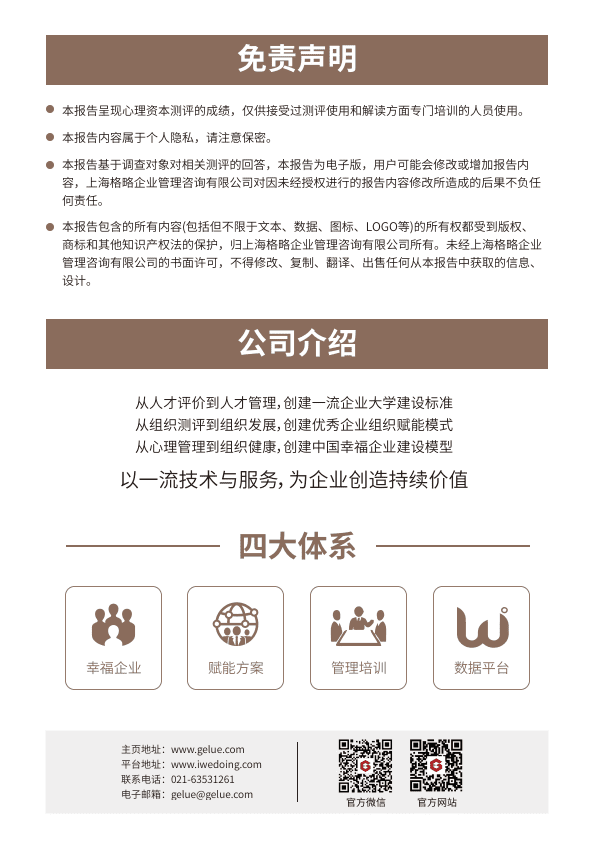 免责声明
本报告呈现心理资本测评的成绩，仅供接受过测评使用和解读方面专门培训的人员使用。
本报告内容属于个人隐私，请注意保密。
本报告基于调查对象对相关测评的回答，本报告为电子版，用户可能会修改或增加报告内
容，上海格略企业管理咨询有限公司对因未经授权进行的报告内容修改所造成的后果不负任
何责任。
本报告包含的所有内容(包括但不限于文本、数据、图标、LOGO等)的所有权都受到版权、
商标和其他知识产权法的保护，归上海格略企业管理咨询有限公司所有。未经上海格略企业
管理咨询有限公司的书面许可，不得修改、复制、翻译、出售任何从本报告中获取的信息、
设计。
公司介绍
从人才评价到人才管理，创建一流企业大学建设标准
从组织测评到组织发展，创建优秀企业组织赋能模式
从心理管理到组织健康，创建中国幸福企业建设模型
以一流技术与服务，为企业创造持续价值
四大体系
幸福企业
赋能方案
管理培训
数据平台
主页地址：www.gelue.com
平台地址：www.iwedoing.com
联系电话：021-63531261
电子邮箱：gelue@gelue.com
官方微信
官方网站